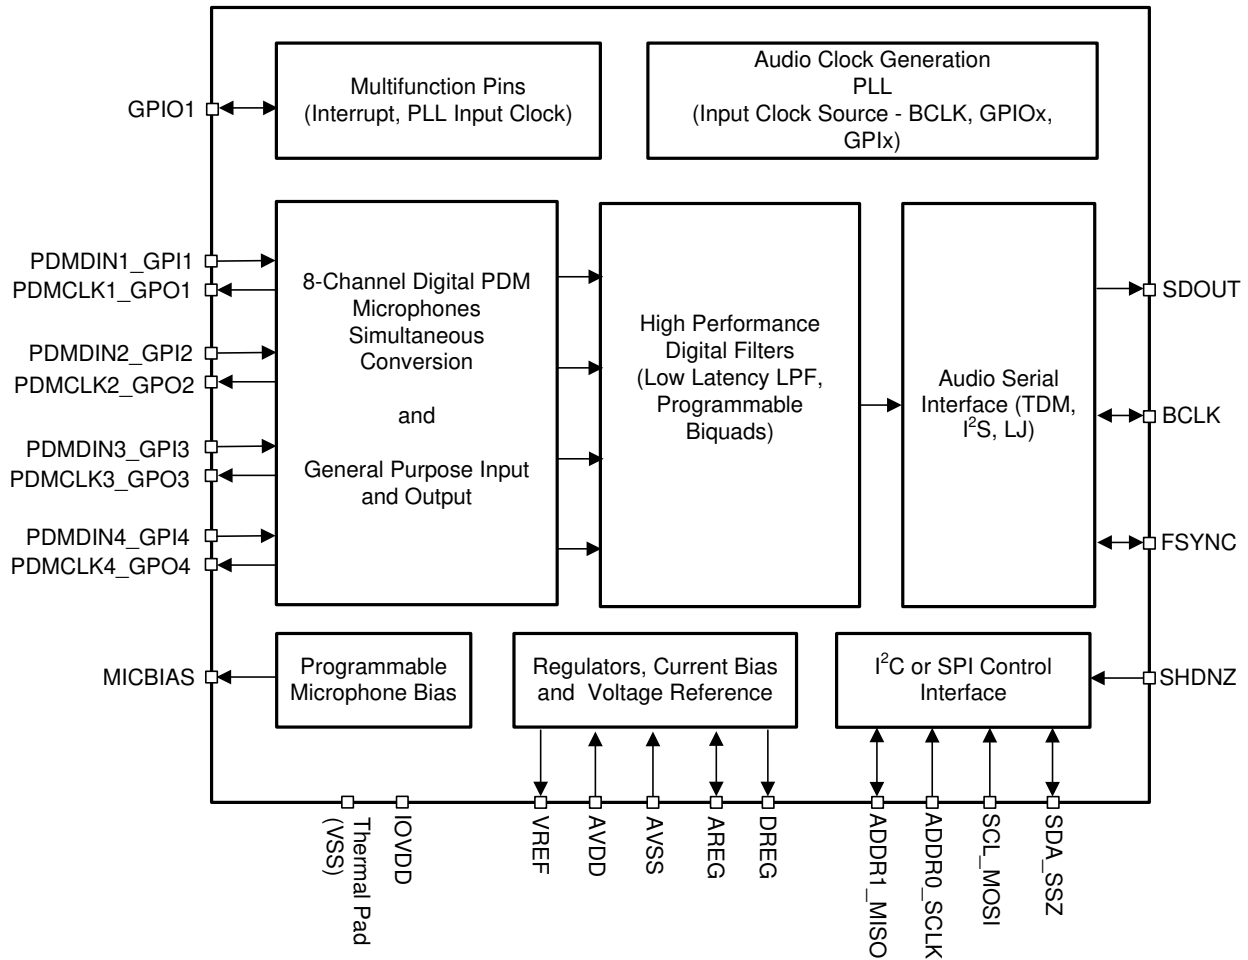 Multifunction Pins
(Interrupt, PLL Input Clock)
Audio Clock Generation
PLL
(Input Clock Source - BCLK, GPIOx,
GPIx)
GPIO1
PDMDIN1_GPI1
PDMCLK1_GPO1
PDMDIN2_GPI2
PDMCLK2_GPO2
PDMDIN3_GPI3
PDMCLK3_GPO3
PDMDIN4_GPI4
PDMCLK4_GPO4
8-Channel Digital PDM
Microphones
Simultaneous
Conversion
and
General Purpose Input
and Output
High Performance
Digital Filters
(Low Latency LPF,
Programmable
Biquads)
Audio Serial
Interface (TDM,
I²S, LJ)
SDOUT
BCLK
FSYNC
MICBIAS
Programmable
Microphone Bias
Regulators, Current Bias
and Voltage Reference
I²C or SPI Control
Interface
SHDNZ
Thermal Pad
(VSS)
IOVDD
VREF
AVDD
AVSS
AREG
DREG
ADDR1_MISO
ADDR0_SCLK
SCL_MOSI
SDA_SSZ